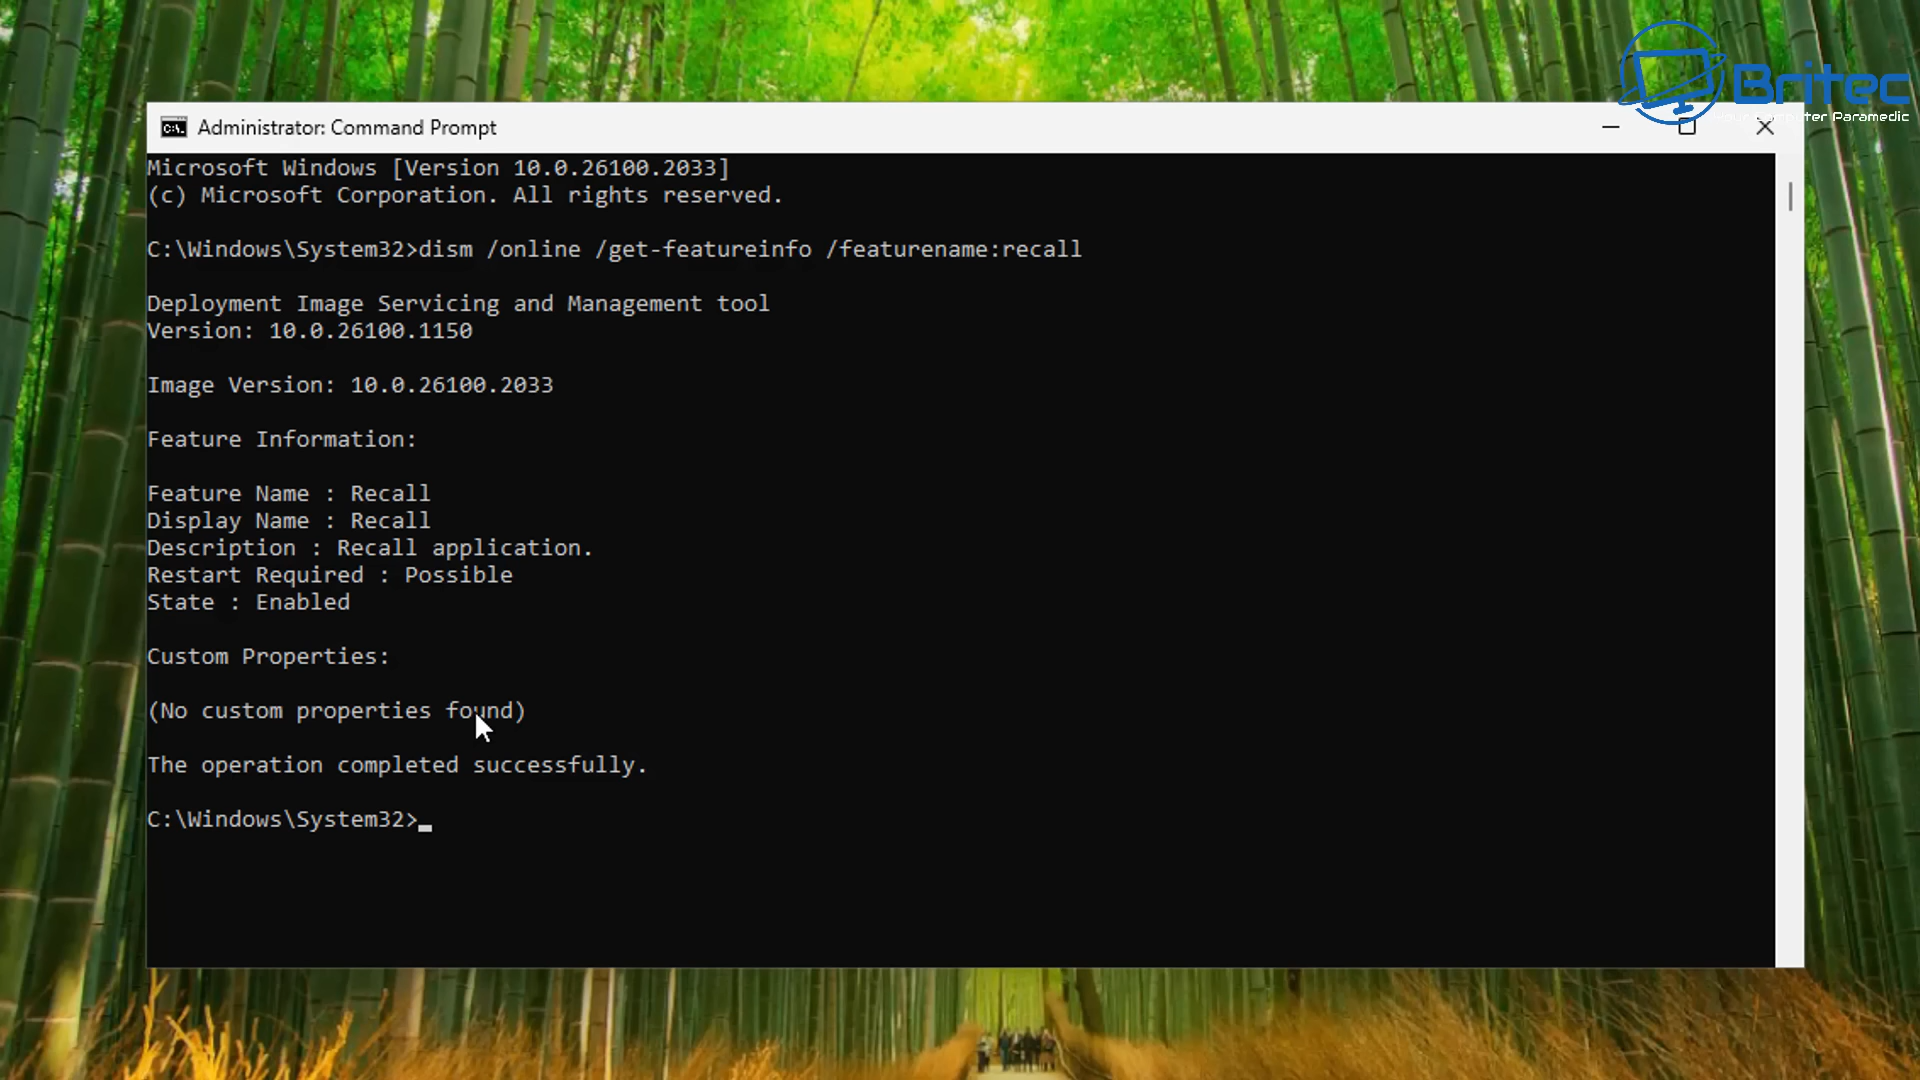 Britec
Your Computer Paramedic
Administrator: Command Prompt
Microsoft Windows [Version 10.0.26100.2033]
(c) Microsoft Corporation. All rights reserved.
C:\Windows\System32>dism /online /get-featureinfo /featurename:recall
Deployment Image Servicing and Management tool
Version: 10.0.26100.1150
Image Version: 10.0.26100.2033
Feature Information:
Feature Name : Recall
Display Name : Recall
Description : Recall application.
Restart Required : Possible
State : Enabled
Custom Properties:
(No custom properties found)
The operation completed successfully.
C:\Windows\System32>